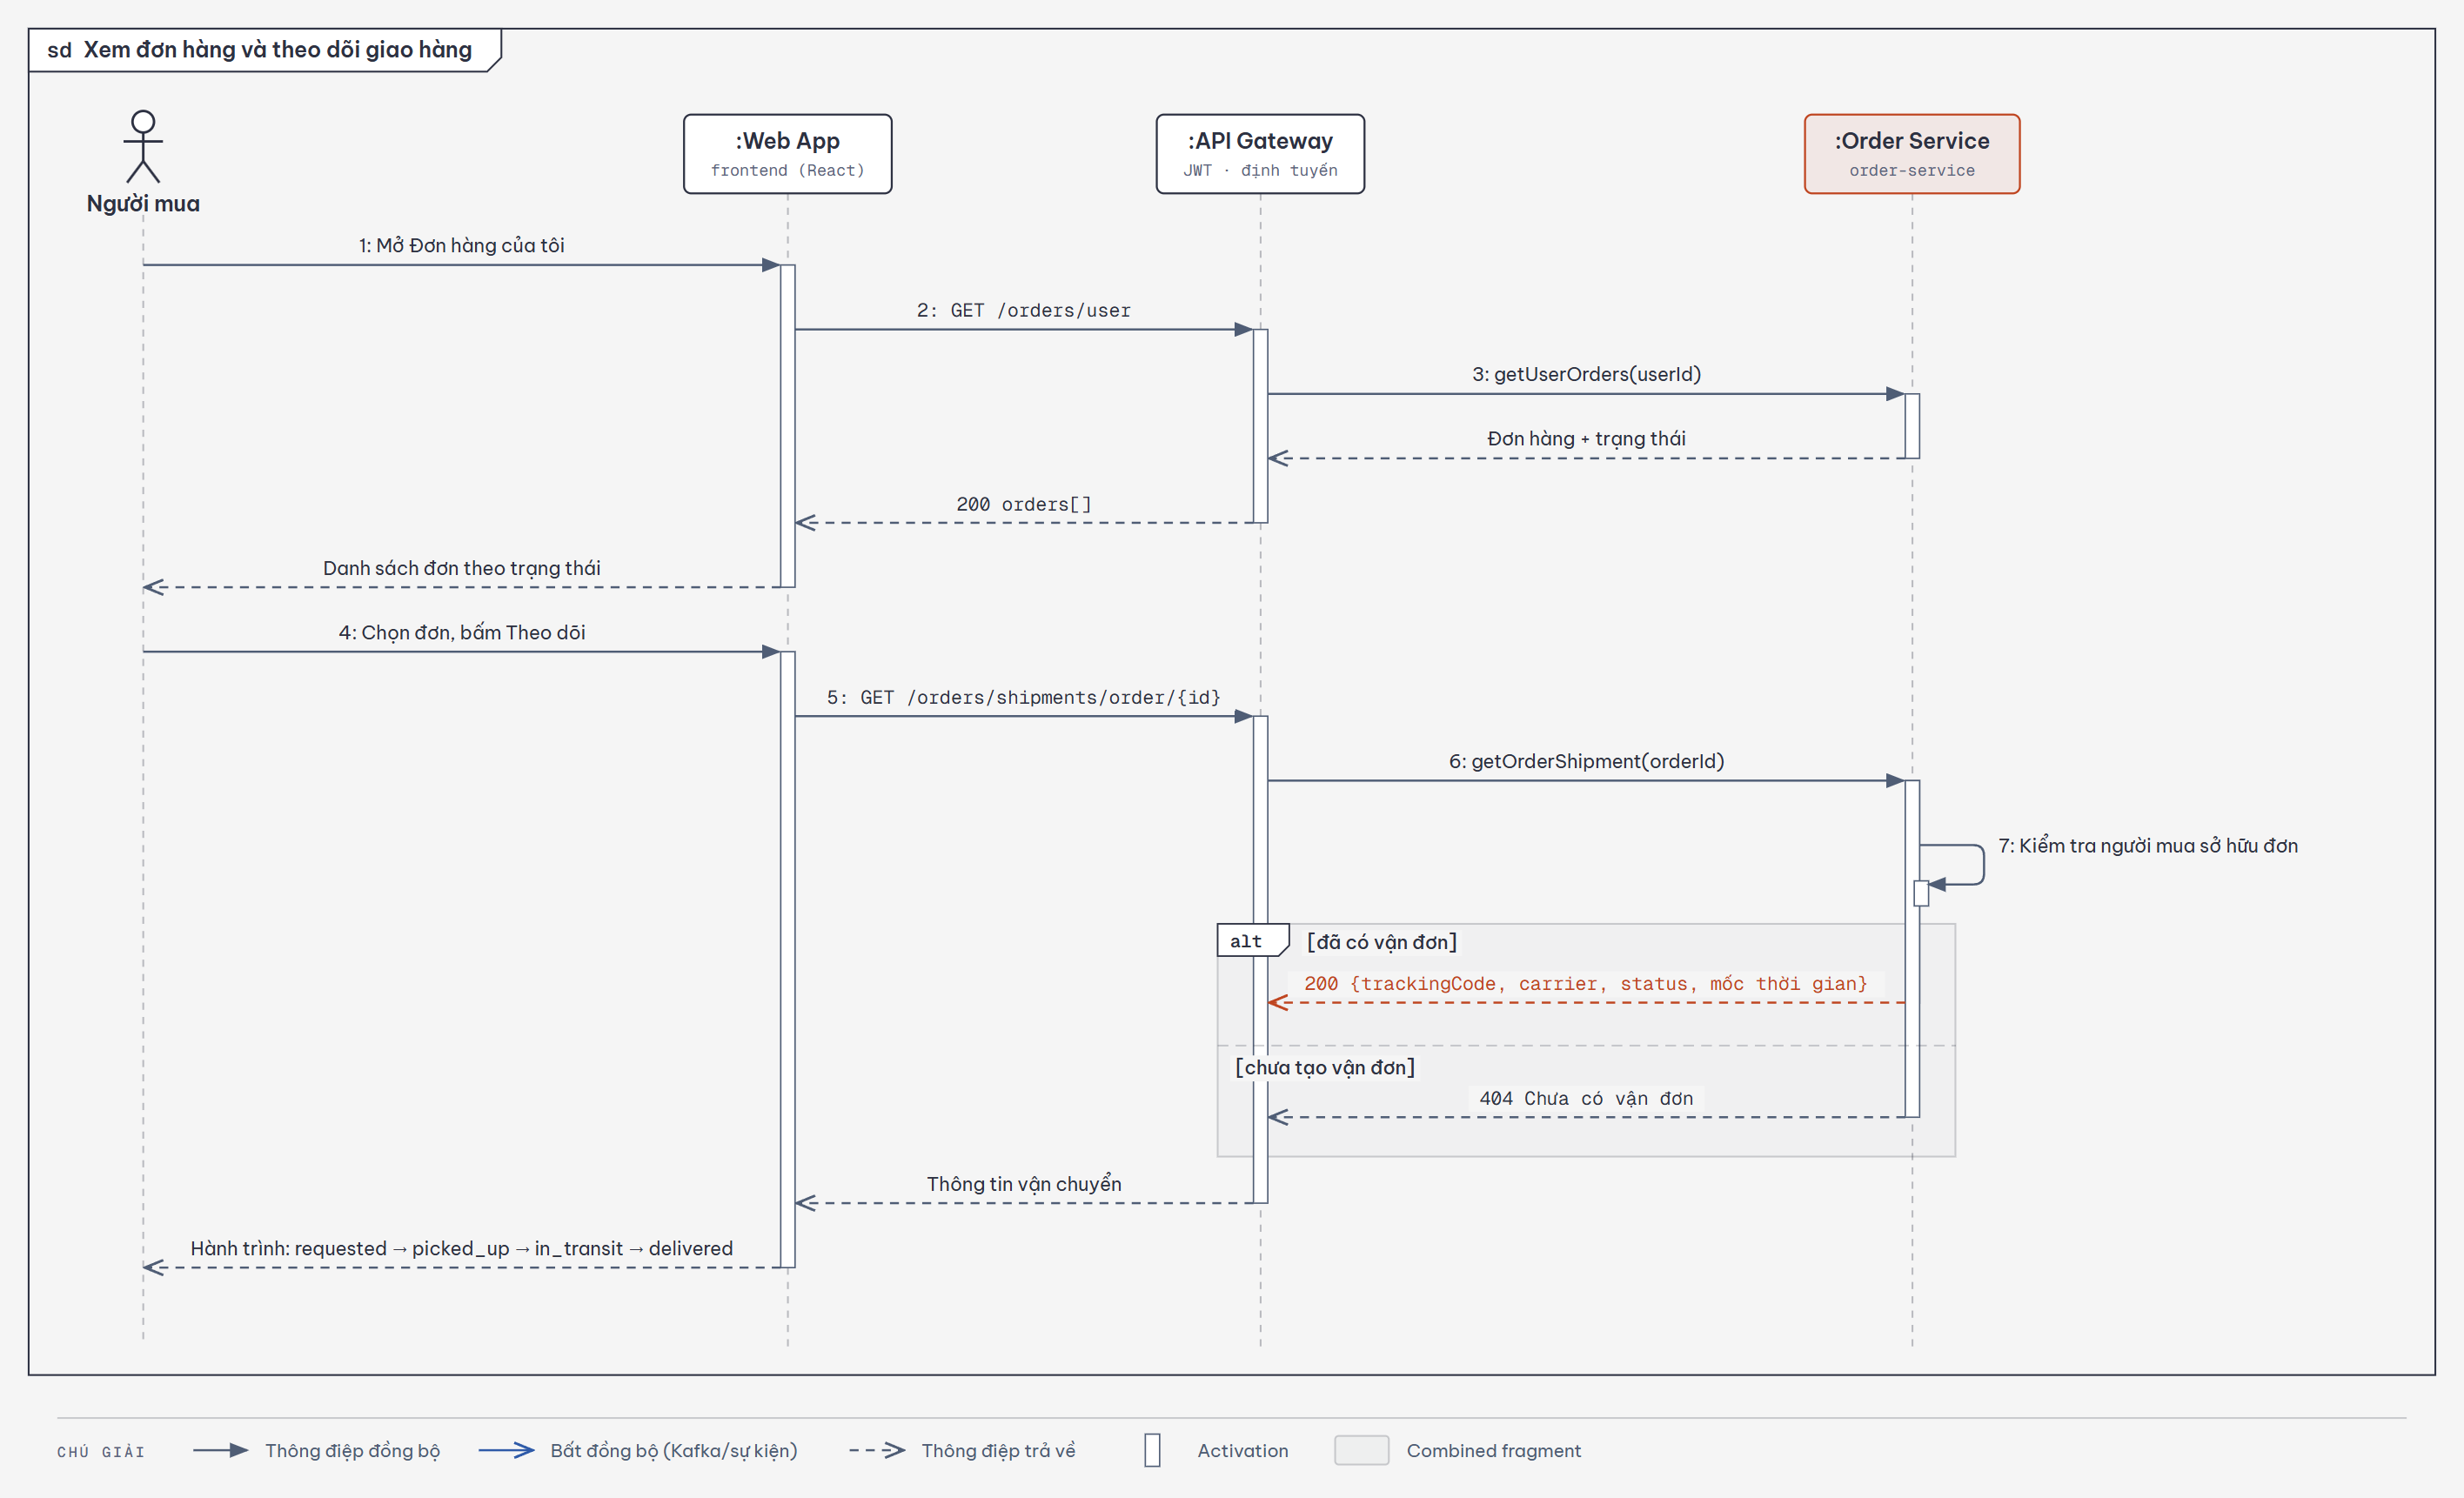 sd Xem đơn hàng và theo dõi giao hàng
Người mua
:Web App
frontend (React)
:API Gateway
JWT · định tuyến
:Order Service
order-service
1: Mở Đơn hàng của tôi
2: GET /orders/user
3: getUserOrders(userId)
Đơn hàng + trạng thái
200 orders[]
Danh sách đơn theo trạng thái
4: Chọn đơn, bấm Theo dõi
5: GET /orders/shipments/order/{id}
6: getOrderShipment(orderId)
7: Kiểm tra người mua sở hữu đơn
alt [đã có vận đơn]
200 {trackingCode, carrier, status, mốc thời gian}
[chưa tạo vận đơn]
404 Chưa có vận đơn
Thông tin vận chuyển
Hành trình: requested → picked_up → in_transit → delivered
CHÚ GIẢI
Thông điệp đồng bộ
Bất đồng bộ (Kafka/sự kiện)
Thông điệp trả về
Activation
Combined fragment